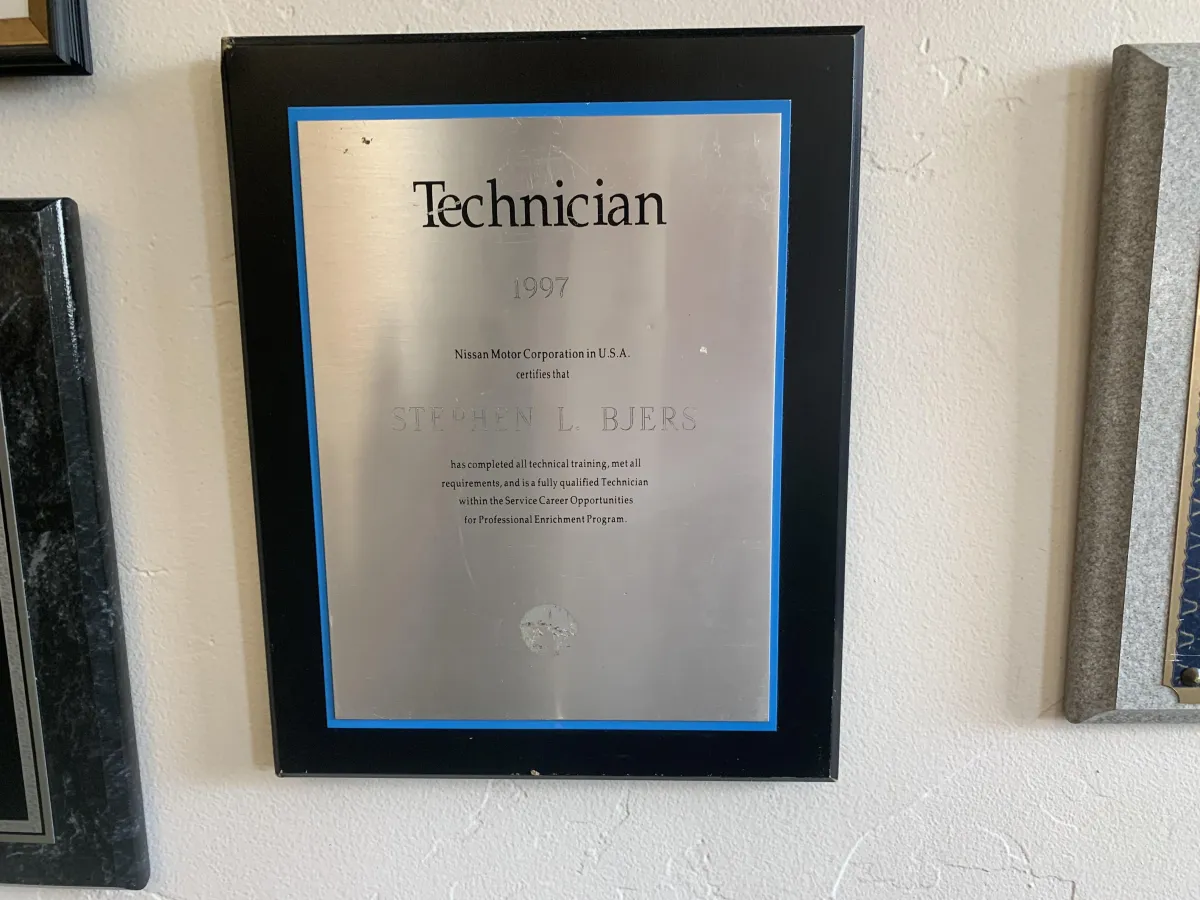 Technician
1997
Nissan Motor Corporation in U.S.A.
certifies that
STEPHEN L. BJERS
has completed all technical training, met all
requirements, and is a fully qualified Technician
within the Service Career Opportunities
for Professional Enrichment Program.